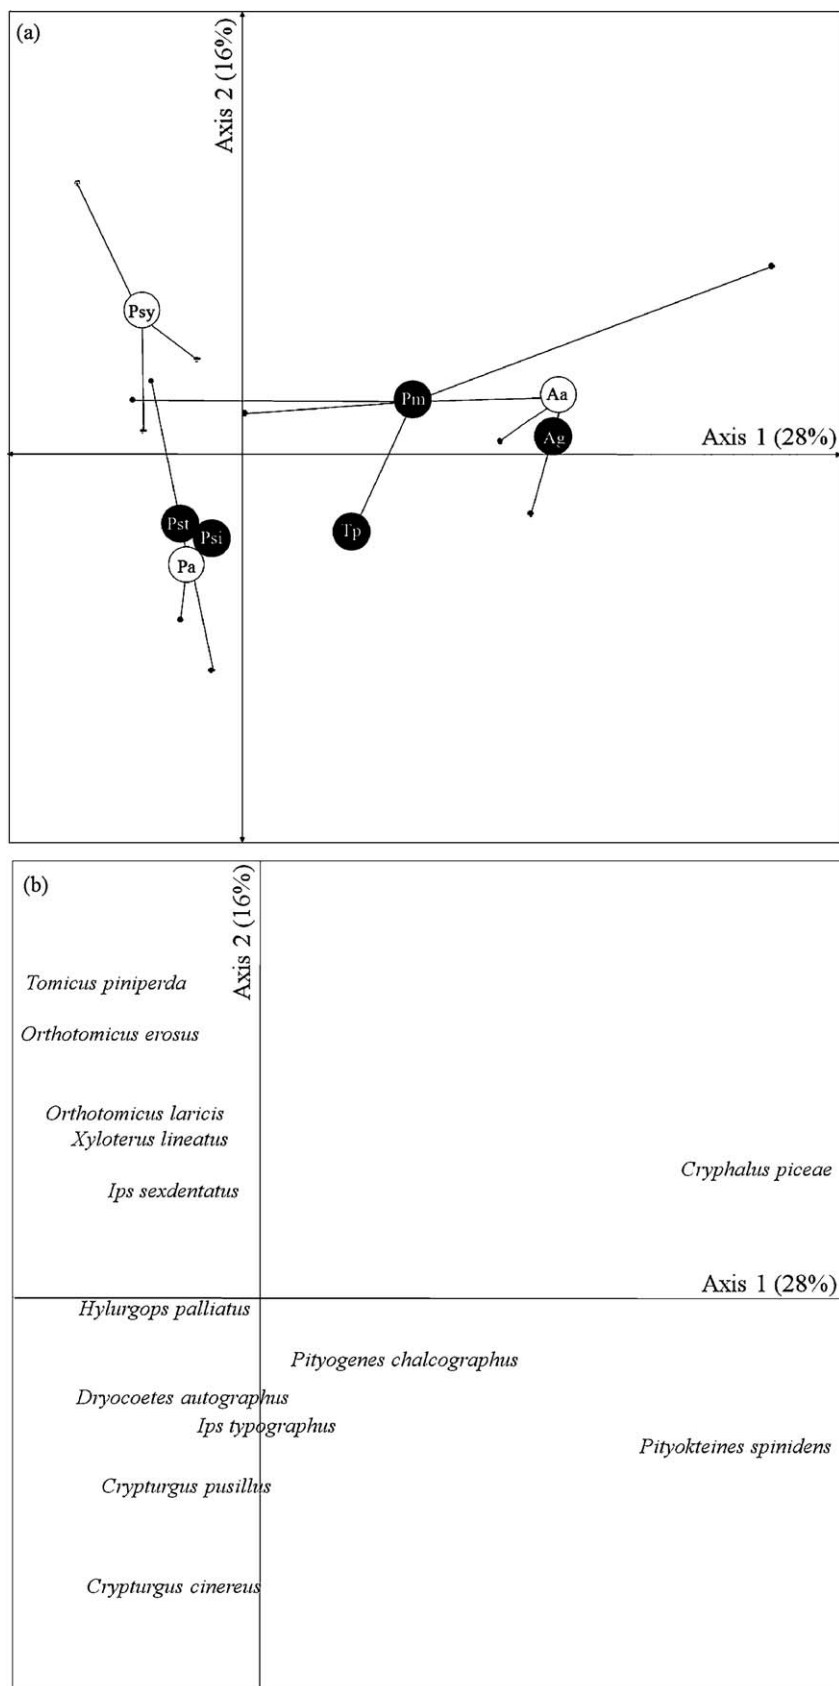 (a)
Axis 2 (16%)
Psy
Pm
Aa
Ag
Axis 1 (28%)
Pst
Psi
Tp
Pa
(b)
Axis 2 (16%)
Tomicus piniperda
Orthotomicus erosus
Orthotomicus laricis
Xyloterus lineatus
Cryphalus piceae
Ips sexdentatus
Axis 1 (28%)
Hylurgops palliatus
Pityogenes chalcographus
Dryocoetes autographus
Ips typographus
Pityokteines spinidens
Crypturgus pusillus
Crypturgus cinereus